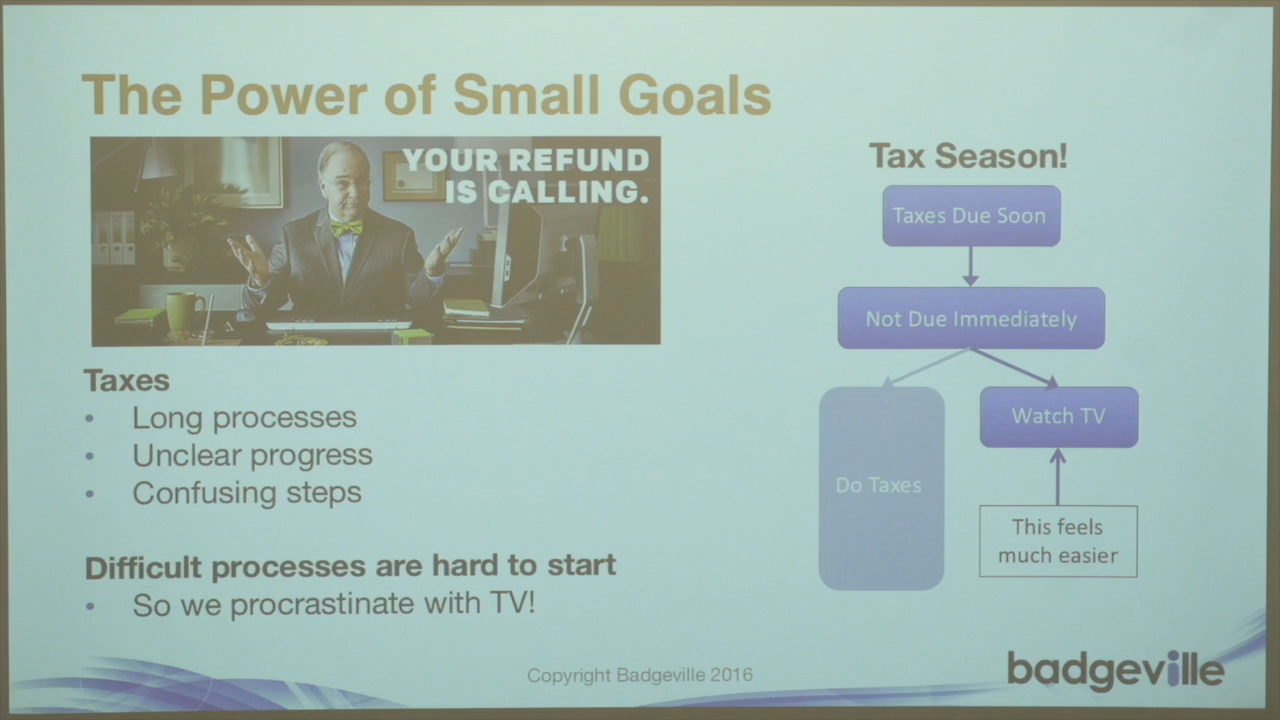 The Power of Small Goals
YOUR REFUND
IS CALLING.
Taxes
• Long processes
• Unclear progress
• Confusing steps
Difficult processes are hard to start
• So we procrastinate with TV!
Tax Season!
Taxes Due Soon
Not Due Immediately
Do Taxes
Watch TV
This feels
much easier
Copyright Badgeville 2016
badgeville